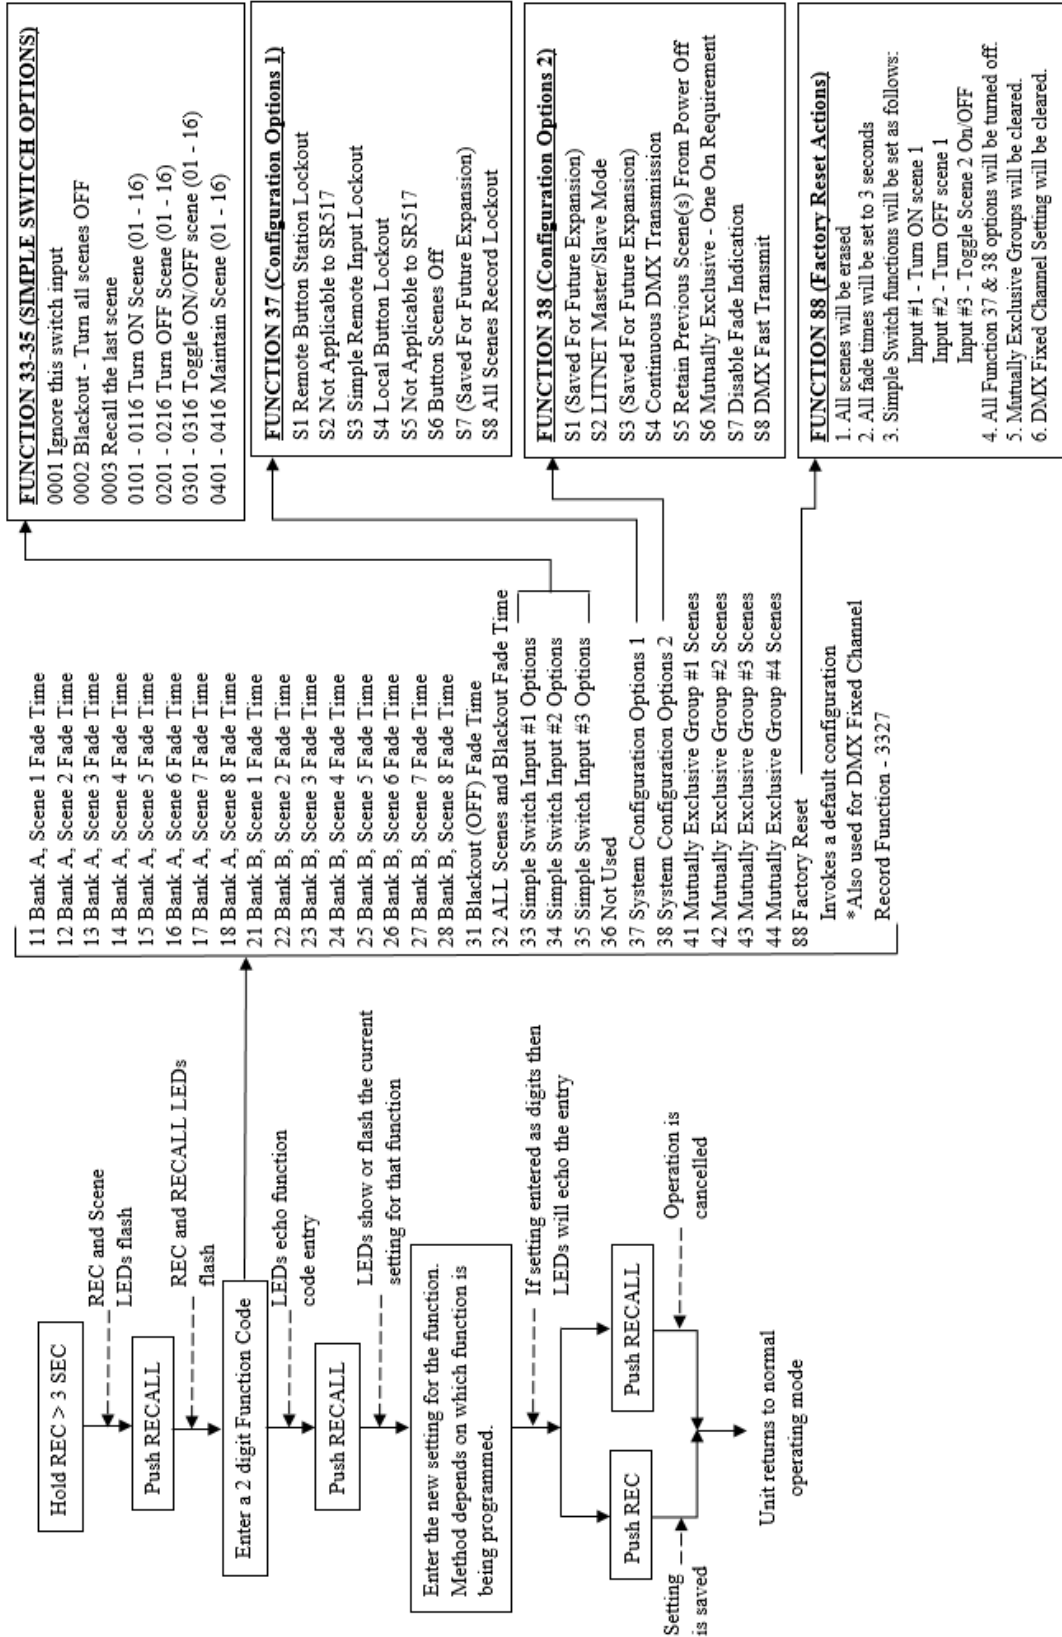 Hold REC > 3 SEC
REC and Scene
LEDs flash
Push RECALL
REC and RECALL LEDs
flash
Enter a 2 digit Function Code
LEDs echo function
code entry
Push RECALL
LEDs show or flash the current
setting for that function
Enter the new setting for the function.
Method depends on which function is
being programmed.
If setting entered as digits then
LEDs will echo the entry
Push REC
Push RECALL
Setting
is saved
Operation is
cancelled
Unit returns to normal
operating mode
11 Bank A, Scene 1 Fade Time
12 Bank A, Scene 2 Fade Time
13 Bank A, Scene 3 Fade Time
14 Bank A, Scene 4 Fade Time
15 Bank A, Scene 5 Fade Time
16 Bank A, Scene 6 Fade Time
17 Bank A, Scene 7 Fade Time
18 Bank A, Scene 8 Fade Time
21 Bank B, Scene 1 Fade Time
22 Bank B, Scene 2 Fade Time
23 Bank B, Scene 3 Fade Time
24 Bank B, Scene 4 Fade Time
25 Bank B, Scene 5 Fade Time
26 Bank B, Scene 6 Fade Time
27 Bank B, Scene 7 Fade Time
28 Bank B, Scene 8 Fade Time
31 Blackout (OFF) Fade Time
32 ALL Scenes and Blackout Fade Time
33 Simple Switch Input #1 Options
34 Simple Switch Input #2 Options
35 Simple Switch Input #3 Options
36 Not Used
37 System Configuration Options 1
38 System Configuration Options 2
41 Mutually Exclusive Group #1 Scenes
42 Mutually Exclusive Group #2 Scenes
43 Mutually Exclusive Group #3 Scenes
44 Mutually Exclusive Group #4 Scenes
88 Factory Reset
Invokes a default configuration
*Also used for DMX Fixed Channel
Record Function - 3327
FUNCTION 33-35 (SIMPLE SWITCH OPTIONS)
0001 Ignore this switch input
0002 Blackout - Turn all scenes OFF
0003 Recall the last scene
0101 - 0116 Turn ON Scene (01 - 16)
0201 - 0216 Turn OFF Scene (01 - 16)
0301 - 0316 Toggle ON/OFF scene (01 - 16)
0401 - 0416 Maintain Scene (01 - 16)
FUNCTION 37 (Configuration Options 1)
S1 Remote Button Station Lockout
S2 Not Applicable to SR517
S3 Simple Remote Input Lockout
S4 Local Button Lockout
S5 Not Applicable to SR517
S6 Button Scenes Off
S7 (Saved For Future Expansion)
S8 All Scenes Record Lockout
FUNCTION 38 (Configuration Options 2)
S1 (Saved For Future Expansion)
S2 LITNET Master/Slave Mode
S3 (Saved For Future Expansion)
S4 Continuous DMX Transmission
S5 Retain Previous Scene(s) From Power Off
S6 Mutually Exclusive - One On Requirement
S7 Disable Fade Indication
S8 DMX Fast Transmit
FUNCTION 88 (Factory Reset Actions)
1. All scenes will be erased
2. All fade times will be set to 3 seconds
3. Simple Switch functions will be set as follows:
Input #1 - Turn ON scene 1
Input #2 - Turn OFF scene 1
Input #3 - Toggle Scene 2 On/OFF
4. All Function 37 & 38 options will be turned off.
5. Muttually Exclusive Groups will be cleared.
6. DMX Fixed Channel Setting will be cleared.